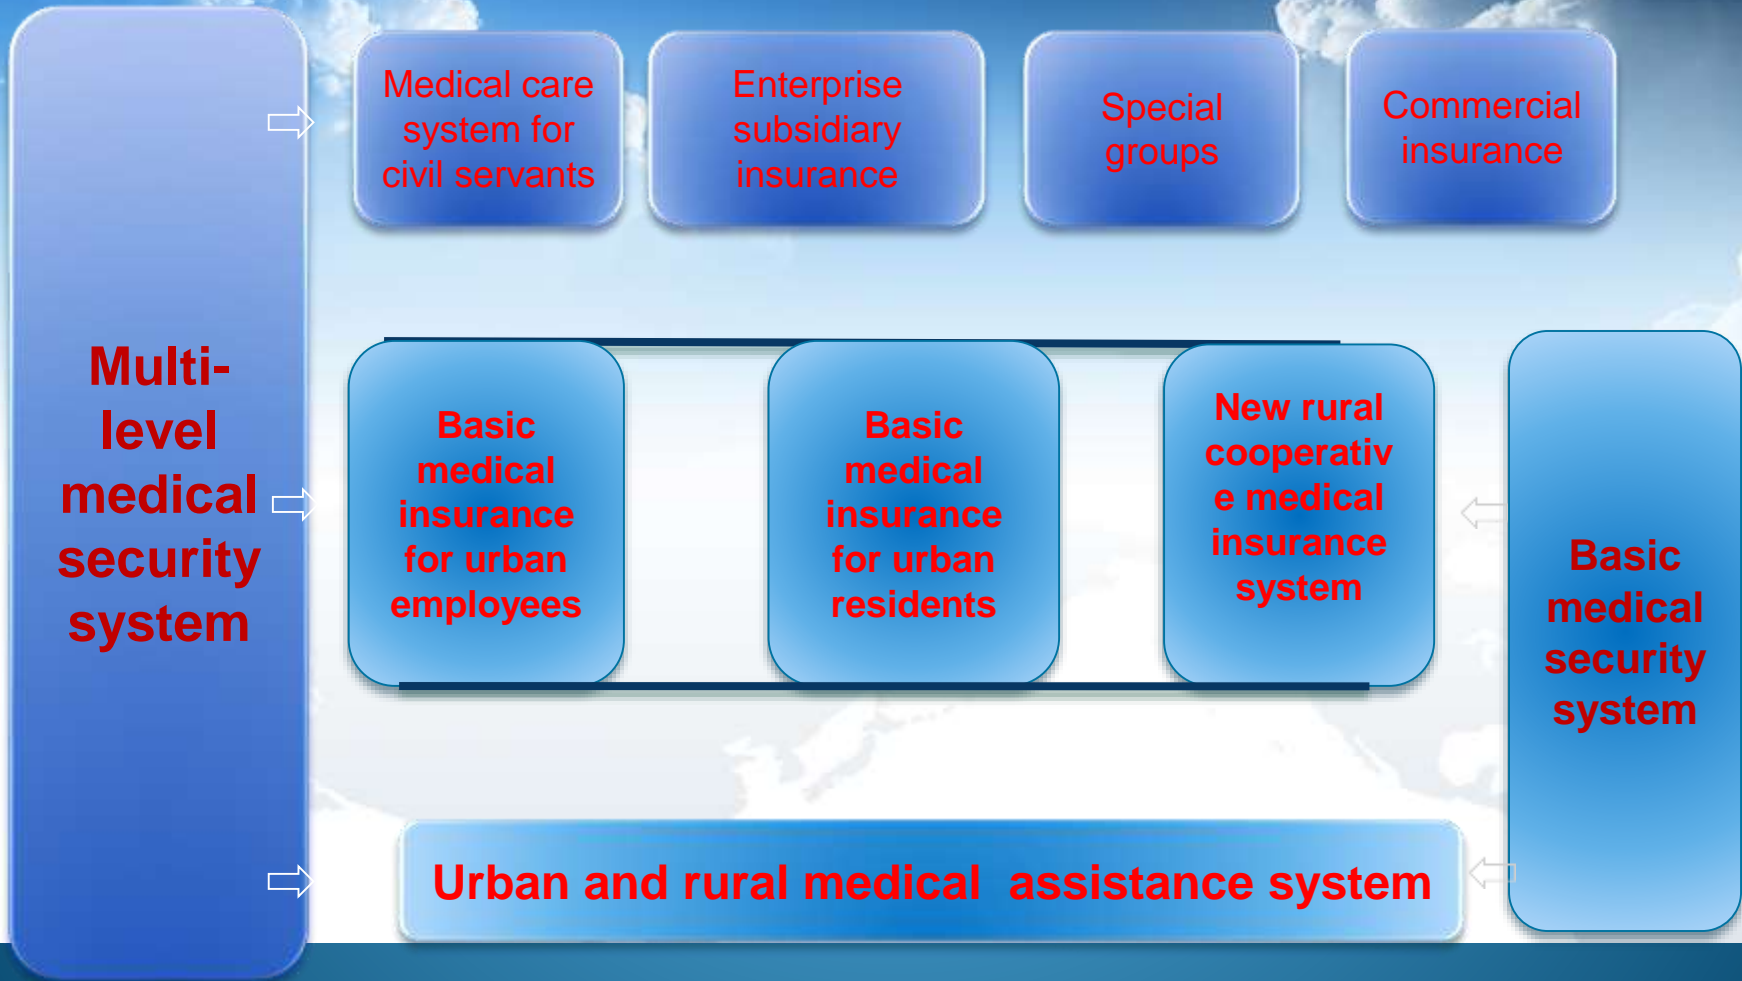 Multi-
level
medical
security
system
Medical care
system for
civil servants
Enterprise
subsidiary
insurance
Special
groups
Commercial
insurance
Basic
medical
insurance
for urban
employees
Basic
medical
insurance
for urban
residents
New rural
cooperativ
e medical
insurance
system
Basic
medical
security
system
Urban and rural medical  assistance system